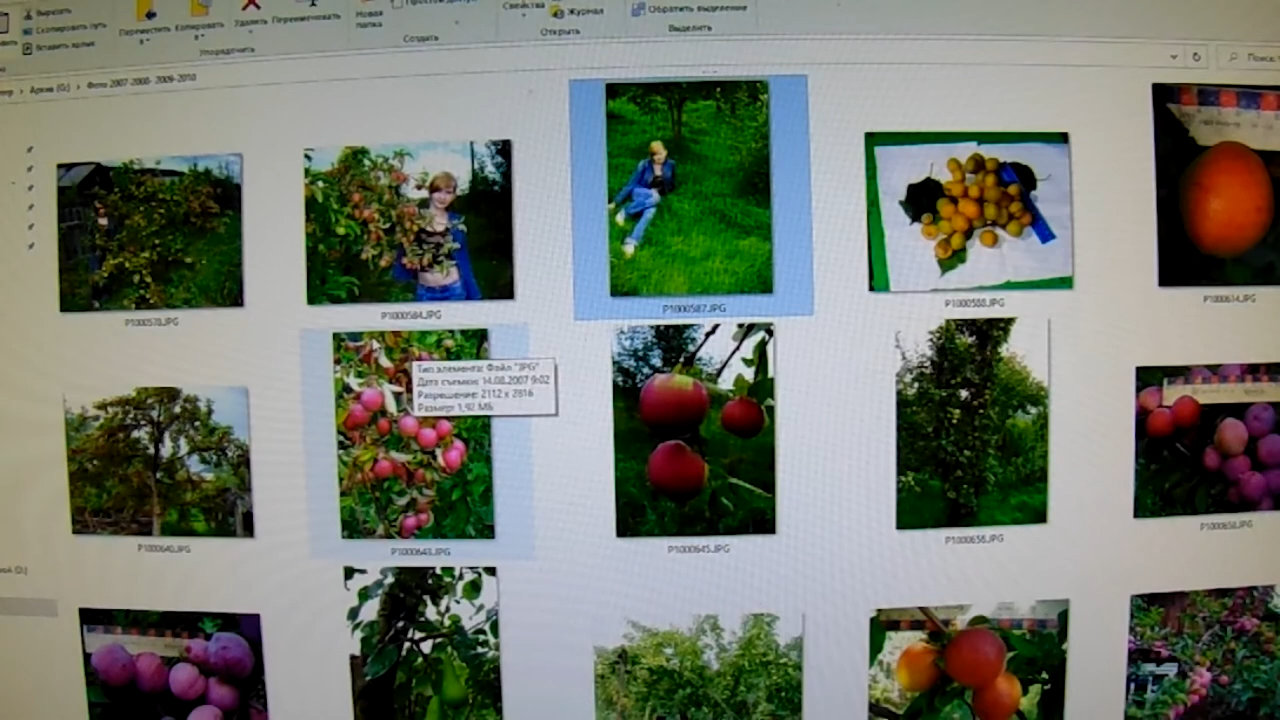 Вырезать
Скопировать путь
Вставить ярлык
Переместить в
Копировать в
Удалить
Переименовать
Упорядочить
Новая папка
Создать
Свойства
Журнал
Открыть
Обратить выделение
Выделить
Архив (G:) › Фото 2007-2008- 2009-2010
Поиск:
P1000578.JPG
P1000584.JPG
P1000587.JPG
P1000588.JPG
P1000614.JPG
Тип элемента: Файл "JPG"
Дата съемки: 14.08.2007 9:02
Разрешение: 2112 x 2816
Размер: 1,92 МБ
P1000640.JPG
P1000643.JPG
P1000645.JPG
P1000656.JPG
P1000658.JPG